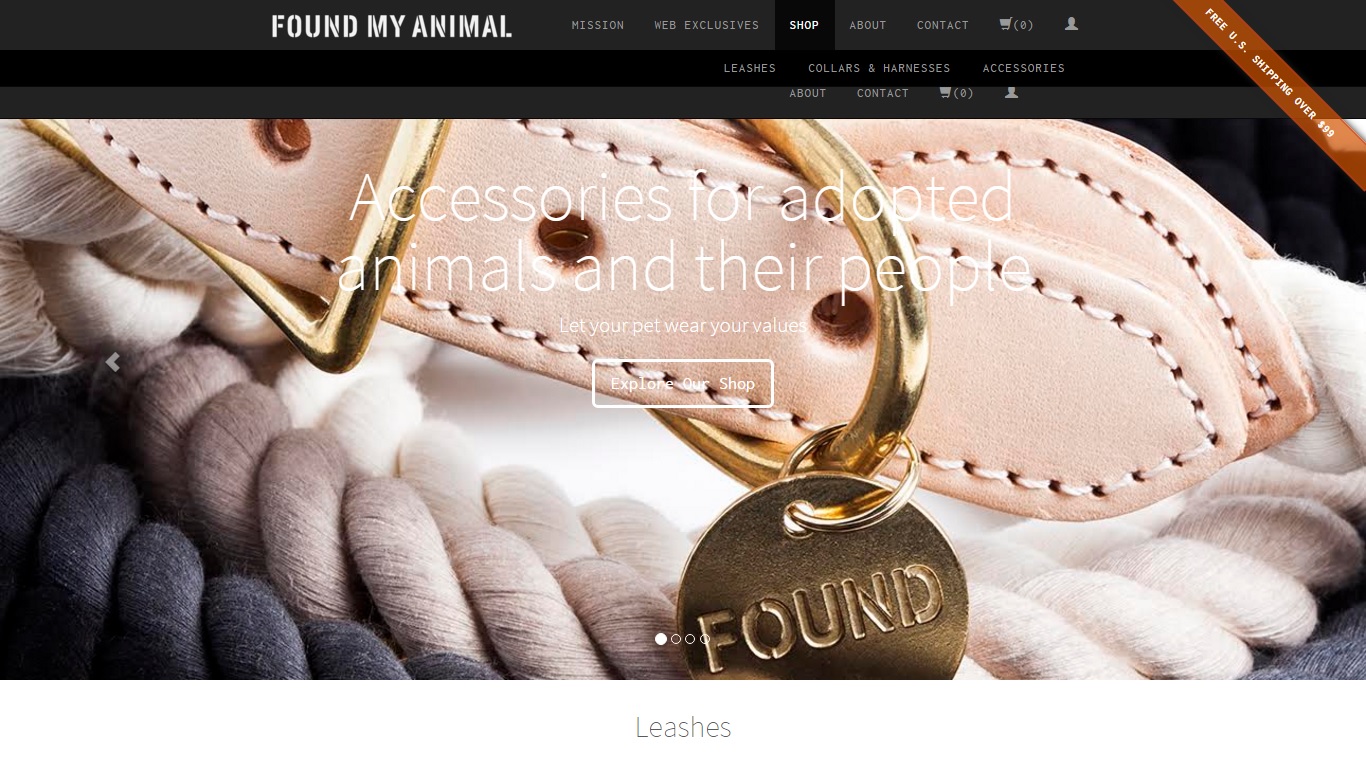 FOUND MY ANIMAL
MISSION WEB EXCLUSIVES SHOP ABOUT CONTACT (0)
LEASHES COLLARS & HARNESSES ACCESSORIES
ABOUT CONTACT (0)
FREE U.S. SHIPPING OVER $99
Accessories for adopted
animals and their people
Let your pet wear your values
Explore Our Shop
FOUND
Leashes